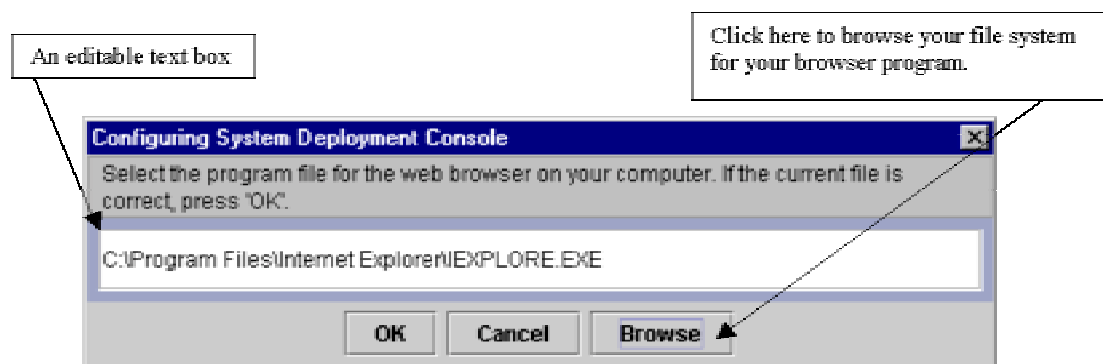 An editable text box
Click here to browse your file system
for your browser program.
Configuring System Deployment Console
Select the program file for the web browser on your computer. If the current file is
correct, press "OK".
C:\Program Files\Internet Explorer\IEXPLORE.EXE
OK Cancel Browse